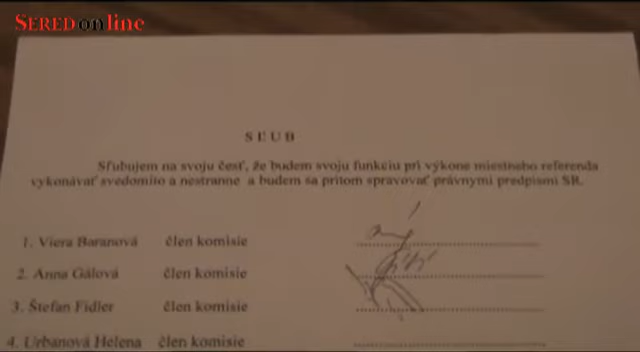 SEREDonline
SĽUB
Sľubujem na svoju česť, že budem svoju funkciu pri výkone miestneho referenda
vykonávať svedomito a nestranne a budem sa pritom spravovať právnymi predpismi SR.
1. Viera Baranová člen komisie
2. Anna Gálová člen komisie
3. Štefan Fidler člen komisie
4. Urbanová Helena člen komisie